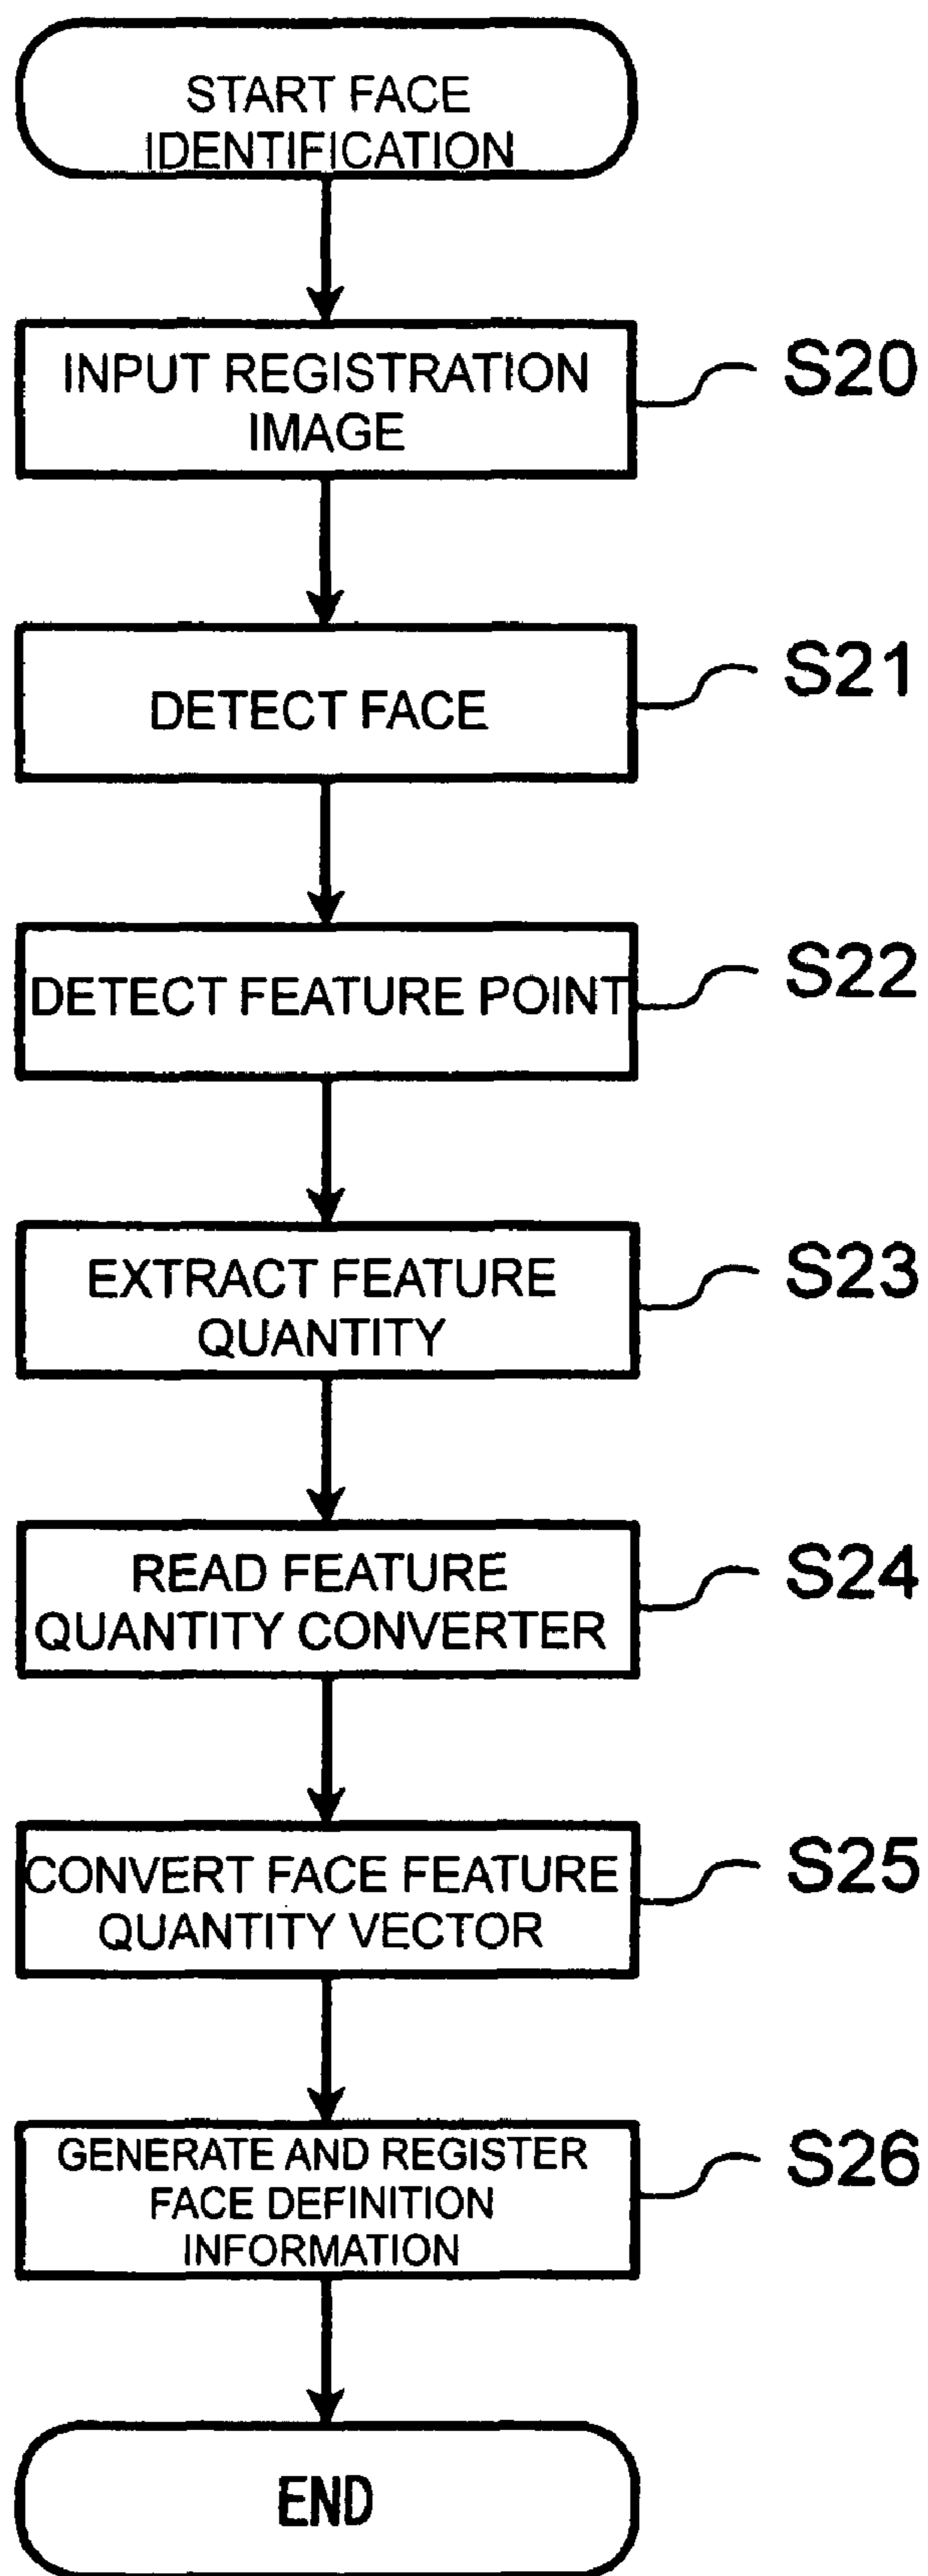 START FACE
IDENTIFICATION
INPUT REGISTRATION
IMAGE
S20
DETECT FACE
S21
DETECT FEATURE POINT
S22
EXTRACT FEATURE
QUANTITY
S23
READ FEATURE
QUANTITY CONVERTER
S24
CONVERT FACE FEATURE
QUANTITY VECTOR
S25
GENERATE AND REGISTER
FACE DEFINITION
INFORMATION
S26
END